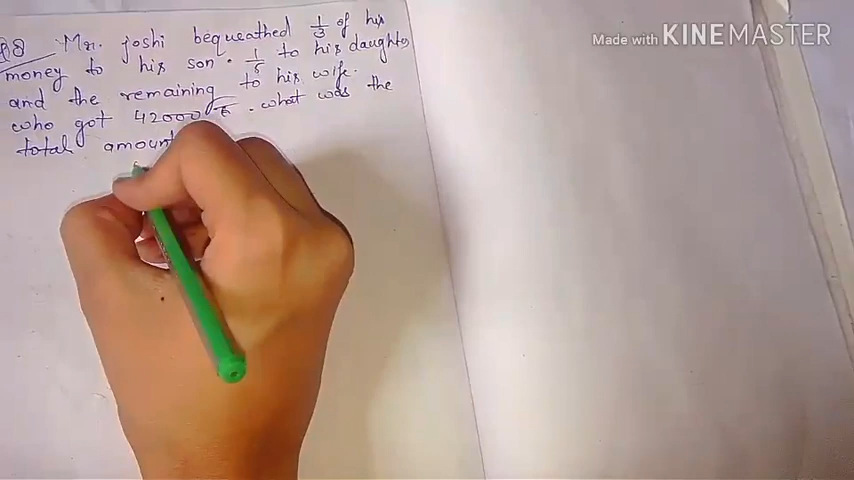 Q8 Mr. Joshi bequeathed 1/3 of his
money to his son. 1/5 to his daughter
and the remaining to his wife.
who got 42000 ₹. what was the
total amount
Made with KINEMASTER